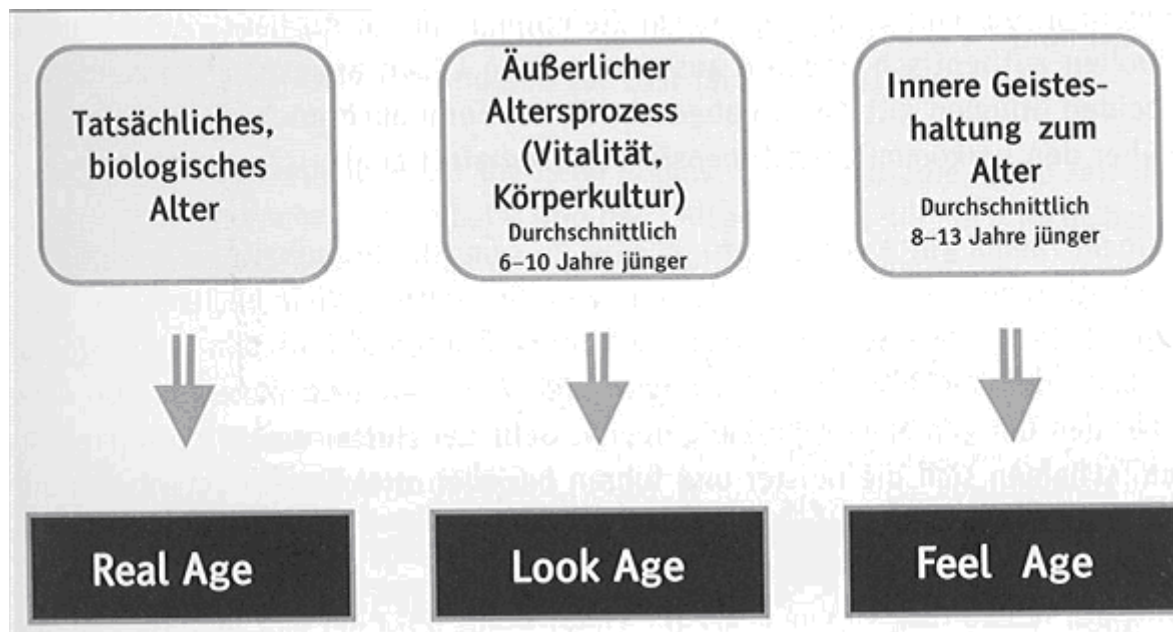 Tatsächliches,
biologisches
Alter
Äußerlicher
Altersprozess
(Vitalität,
Körperkultur)
Durchschnittlich
6–10 Jahre jünger
Innere Geistes-
haltung zum
Alter
Durchschnittlich
8–13 Jahre jünger
Real Age
Look Age
Feel Age